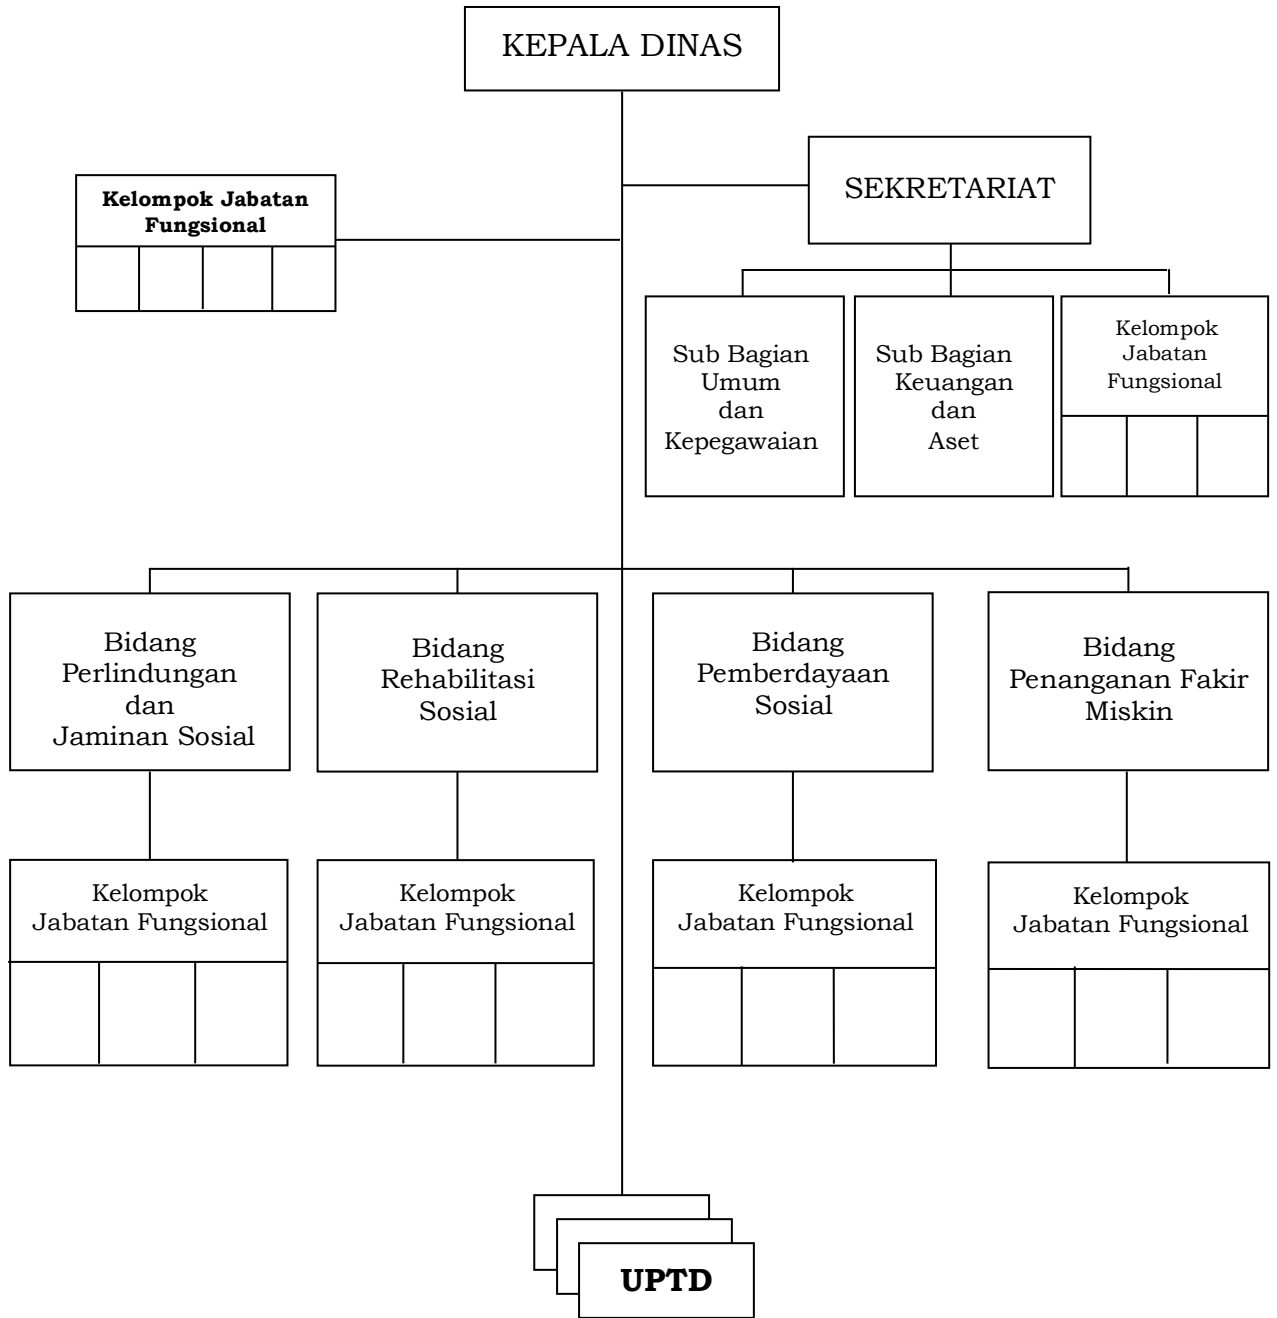 KEPALA DINAS
SEKRETARIAT
Kelompok Jabatan
Fungsional
Sub Bagian
Umum
dan
Kepegawaian
Sub Bagian
Keuangan
dan
Aset
Kelompok
Jabatan
Fungsional
Bidang
Perlindungan
dan
Jaminan Sosial
Bidang
Rehabilitasi
Sosial
Bidang
Pemberdayaan
Sosial
Bidang
Penanganan Fakir
Miskin
Kelompok
Jabatan Fungsional
Kelompok
Jabatan Fungsional
Kelompok
Jabatan Fungsional
Kelompok
Jabatan Fungsional
UPTD